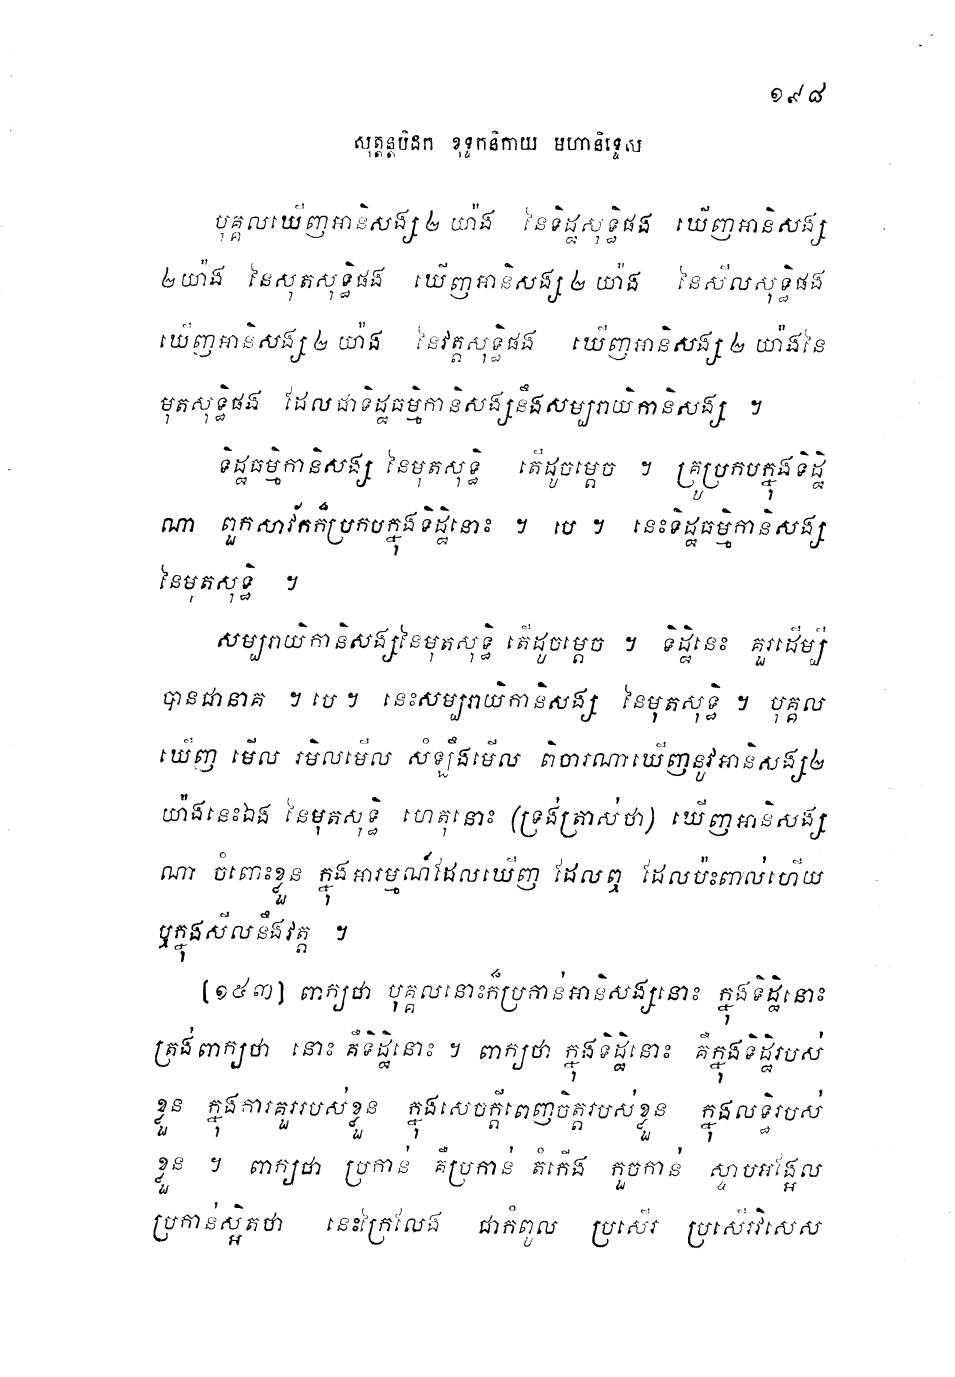 ១៩៨
សុត្តន្តបិដក ខុទ្ទកនិកាយ មហានិទ្ទេស
បុគ្គលឃើញអានិសង្ស ២ យ៉ាង នៃទិដ្ឋសុទ្ធិផង ឃើញអានិសង្ស
២ យ៉ាង នៃសុតសុទ្ធិផង ឃើញអានិសង្ស ២ យ៉ាង នៃសីលសុទ្ធិផង
ឃើញអានិសង្ស ២ យ៉ាង នៃវត្តសុទ្ធិផង ឃើញអានិសង្ស ២ យ៉ាងនៃ
មុតសុទ្ធិផង ដែលជាទិដ្ឋធម្មិកានិសង្សនឹងសម្បរាយិកានិសង្ស ។
ទិដ្ឋធម្មិកានិសង្ស នៃមុតសុទ្ធិ តើដូចម្តេច ។ គ្រូប្រកបក្នុងទិដ្ឋិ
ណា ពួកសាវ័កក៏ប្រកបក្នុងទិដ្ឋិនោះ ។ បេ ។ នេះទិដ្ឋធម្មិកានិសង្ស
នៃមុតសុទ្ធិ ។
សម្បរាយិកានិសង្សនៃមុតសុទ្ធិ តើដូចម្តេច ។ ទិដ្ឋិនេះ គួរដើម្បី
បានជានាគ ។ បេ ។ នេះសម្បរាយិកានិសង្ស នៃមុតសុទ្ធិ ។ បុគ្គល
ឃើញ មើល រមិលមើល សំឡឹងមើល ពិចារណាឃើញនូវអានិសង្ស ២
យ៉ាងនេះឯង នៃមុតសុទ្ធិ ហេតុនោះ (ទ្រង់ត្រាស់ថា) ឃើញអានិសង្ស
ណា ចំពោះខ្លួន ក្នុងអារម្មណ៍ដែលឃើញ ដែលឮ ដែលប៉ះពាល់ហើយ
ឬក្នុងសីលនឹងវត្ត ។
(១៥៣) ពាក្យថា បុគ្គលនោះក៏ប្រកាន់អានិសង្សនោះ ក្នុងទិដ្ឋិនោះ
ត្រង់ពាក្យថា នោះ គឺទិដ្ឋិនោះ ។ ពាក្យថា ក្នុងទិដ្ឋិនោះ គឺក្នុងទិដ្ឋិរបស់
ខ្លួន ក្នុងការគួររបស់ខ្លួន ក្នុងសេចក្តីពេញចិត្តរបស់ខ្លួន ក្នុងលទ្ធិរបស់
ខ្លួន ។ ពាក្យថា ប្រកាន់ គឺប្រកាន់ តំកើង កួចកាន់ ស្ទាបអង្អែល
ប្រកាន់ស្អិតថា នេះក្រៃលែង ជាកំពូល ប្រសើរ ប្រសើរវិសេស